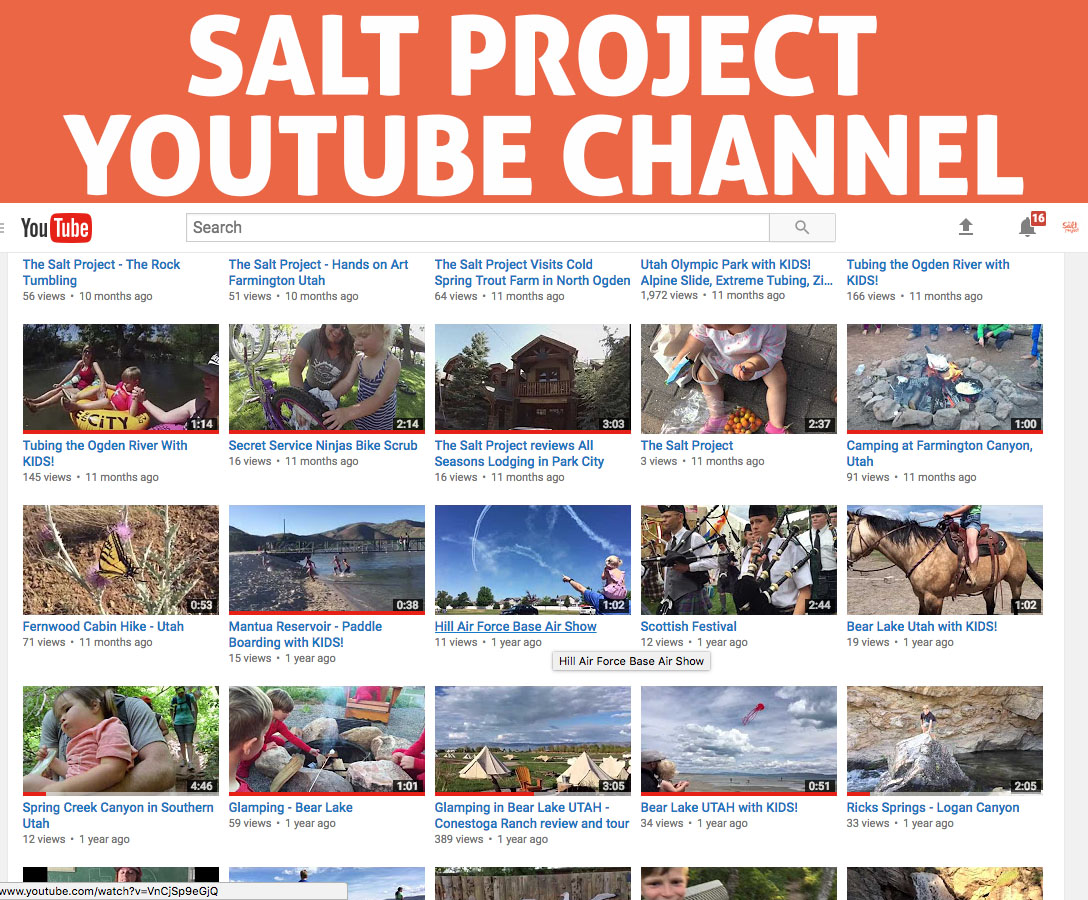 SALT PROJECT
YOUTUBE CHANNEL
YouTube
Search
16
Salt
Project
The Salt Project - The Rock
Tumbling
56 views • 10 months ago
The Salt Project - Hands on Art
Farmington Utah
51 views • 10 months ago
The Salt Project Visits Cold
Spring Trout Farm in North Ogden
64 views • 11 months ago
Utah Olympic Park with KIDS!
Alpine Slide, Extreme Tubing, Zi...
1,972 views • 11 months ago
Tubing the Ogden River with
KIDS!
166 views • 11 months ago
CITY
1:14
Tubing the Ogden River With
KIDS!
145 views • 11 months ago
2:14
Secret Service Ninjas Bike Scrub
16 views • 11 months ago
3:03
The Salt Project reviews All
Seasons Lodging in Park City
16 views • 11 months ago
2:37
The Salt Project
3 views • 11 months ago
1:00
Camping at Farmington Canyon,
Utah
91 views • 11 months ago
0:53
Fernwood Cabin Hike - Utah
71 views • 11 months ago
0:38
Mantua Reservoir - Paddle
Boarding with KIDS!
15 views • 1 year ago
1:02
Hill Air Force Base Air Show
11 views • 1 year ago
Hill Air Force Base Air Show
2:44
Scottish Festival
12 views • 1 year ago
1:02
Bear Lake Utah with KIDS!
19 views • 1 year ago
4:46
Spring Creek Canyon in Southern
Utah
12 views • 1 year ago
1:01
Glamping - Bear Lake
59 views • 1 year ago
3:05
Glamping in Bear Lake UTAH -
Conestoga Ranch review and tour
389 views • 1 year ago
0:51
Bear Lake UTAH with KIDS!
34 views • 1 year ago
2:05
Ricks Springs - Logan Canyon
33 views • 1 year ago
www.youtube.com/watch?v=VnCjSp9eGjQ